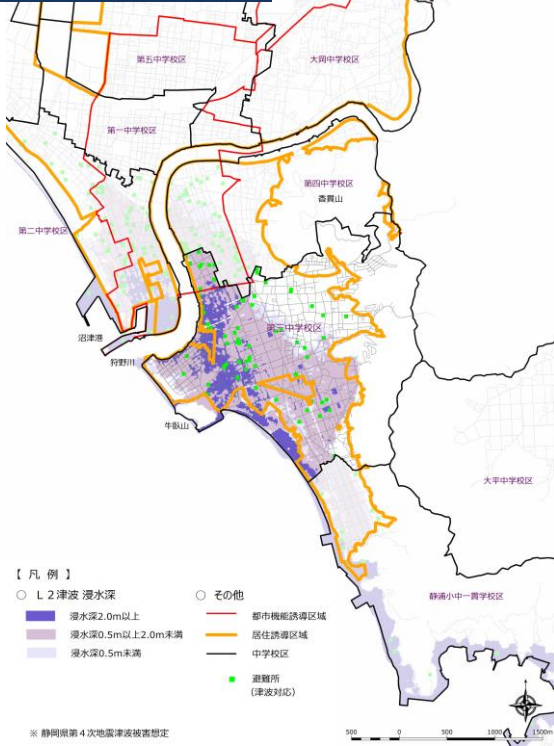 第五中学校区
大岡中学校区
第一中学校区
第四中学校区
香貫山
第二中学校区
第三中学校区
沼津港
狩野川
牛臥山
大平中学校区
静浦小中一貫学校区
【 凡 例 】
○ L2津波 浸水深
浸水深2.0m以上
浸水深0.5m以上2.0m未満
浸水深0.5m未満
○ その他
都市機能誘導区域
居住誘導区域
中学校区
避難所
(津波対応)
※ 静岡県第4次地震津波被害想定
500 0 500 1000 1500m